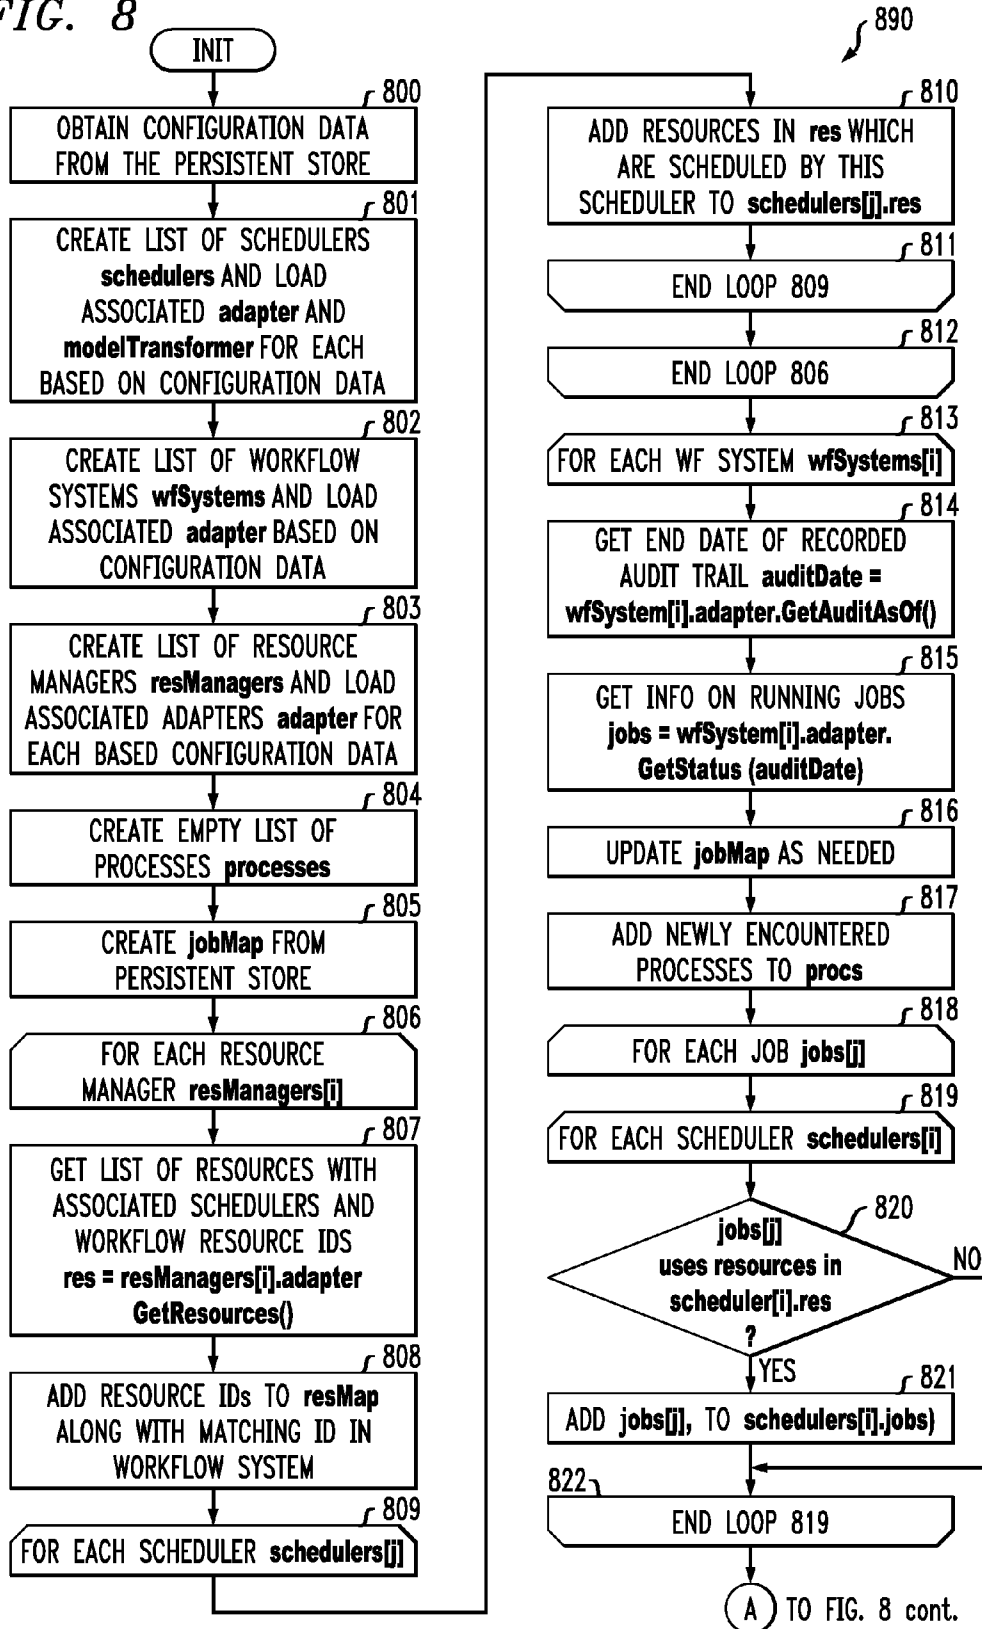 FIG. 8
INIT
800
OBTAIN CONFIGURATION DATA
FROM THE PERSISTENT STORE
801
CREATE LIST OF SCHEDULERS
schedulers AND LOAD
ASSOCIATED adapter AND
modelTransformer FOR EACH
BASED ON CONFIGURATION DATA
802
CREATE LIST OF WORKFLOW
SYSTEMS wfSystems AND LOAD
ASSOCIATED adapter BASED ON
CONFIGURATION DATA
803
CREATE LIST OF RESOURCE
MANAGERS resManagers AND LOAD
ASSOCIATED ADAPTERS adapter FOR
EACH BASED CONFIGURATION DATA
804
CREATE EMPTY LIST OF
PROCESSES processes
805
CREATE jobMap FROM
PERSISTENT STORE
806
FOR EACH RESOURCE
MANAGER resManagers[i]
807
GET LIST OF RESOURCES WITH
ASSOCIATED SCHEDULERS AND
WORKFLOW RESOURCE IDS
res = resManagers[i].adapter
GetResources()
808
ADD RESOURCE IDs TO resMap
ALONG WITH MATCHING ID IN
WORKFLOW SYSTEM
809
FOR EACH SCHEDULER schedulers[j]
890
810
ADD RESOURCES IN res WHICH
ARE SCHEDULED BY THIS
SCHEDULER TO schedulers[j].res
811
END LOOP 809
812
END LOOP 806
813
FOR EACH WF SYSTEM wfSystems[i]
814
GET END DATE OF RECORDED
AUDIT TRAIL auditDate =
wfSystem[i].adapter.GetAuditAsOf()
815
GET INFO ON RUNNING JOBS
jobs = wfSystem[i].adapter.
GetStatus (auditDate)
816
UPDATE jobMap AS NEEDED
817
ADD NEWLY ENCOUNTERED
PROCESSES TO procs
818
FOR EACH JOB jobs[j]
819
FOR EACH SCHEDULER schedulers[i]
820
jobs[j]
uses resources in
scheduler[i].res
?
NO
YES
821
ADD jobs[j], TO schedulers[i].jobs)
822
END LOOP 819
A TO FIG. 8 cont.